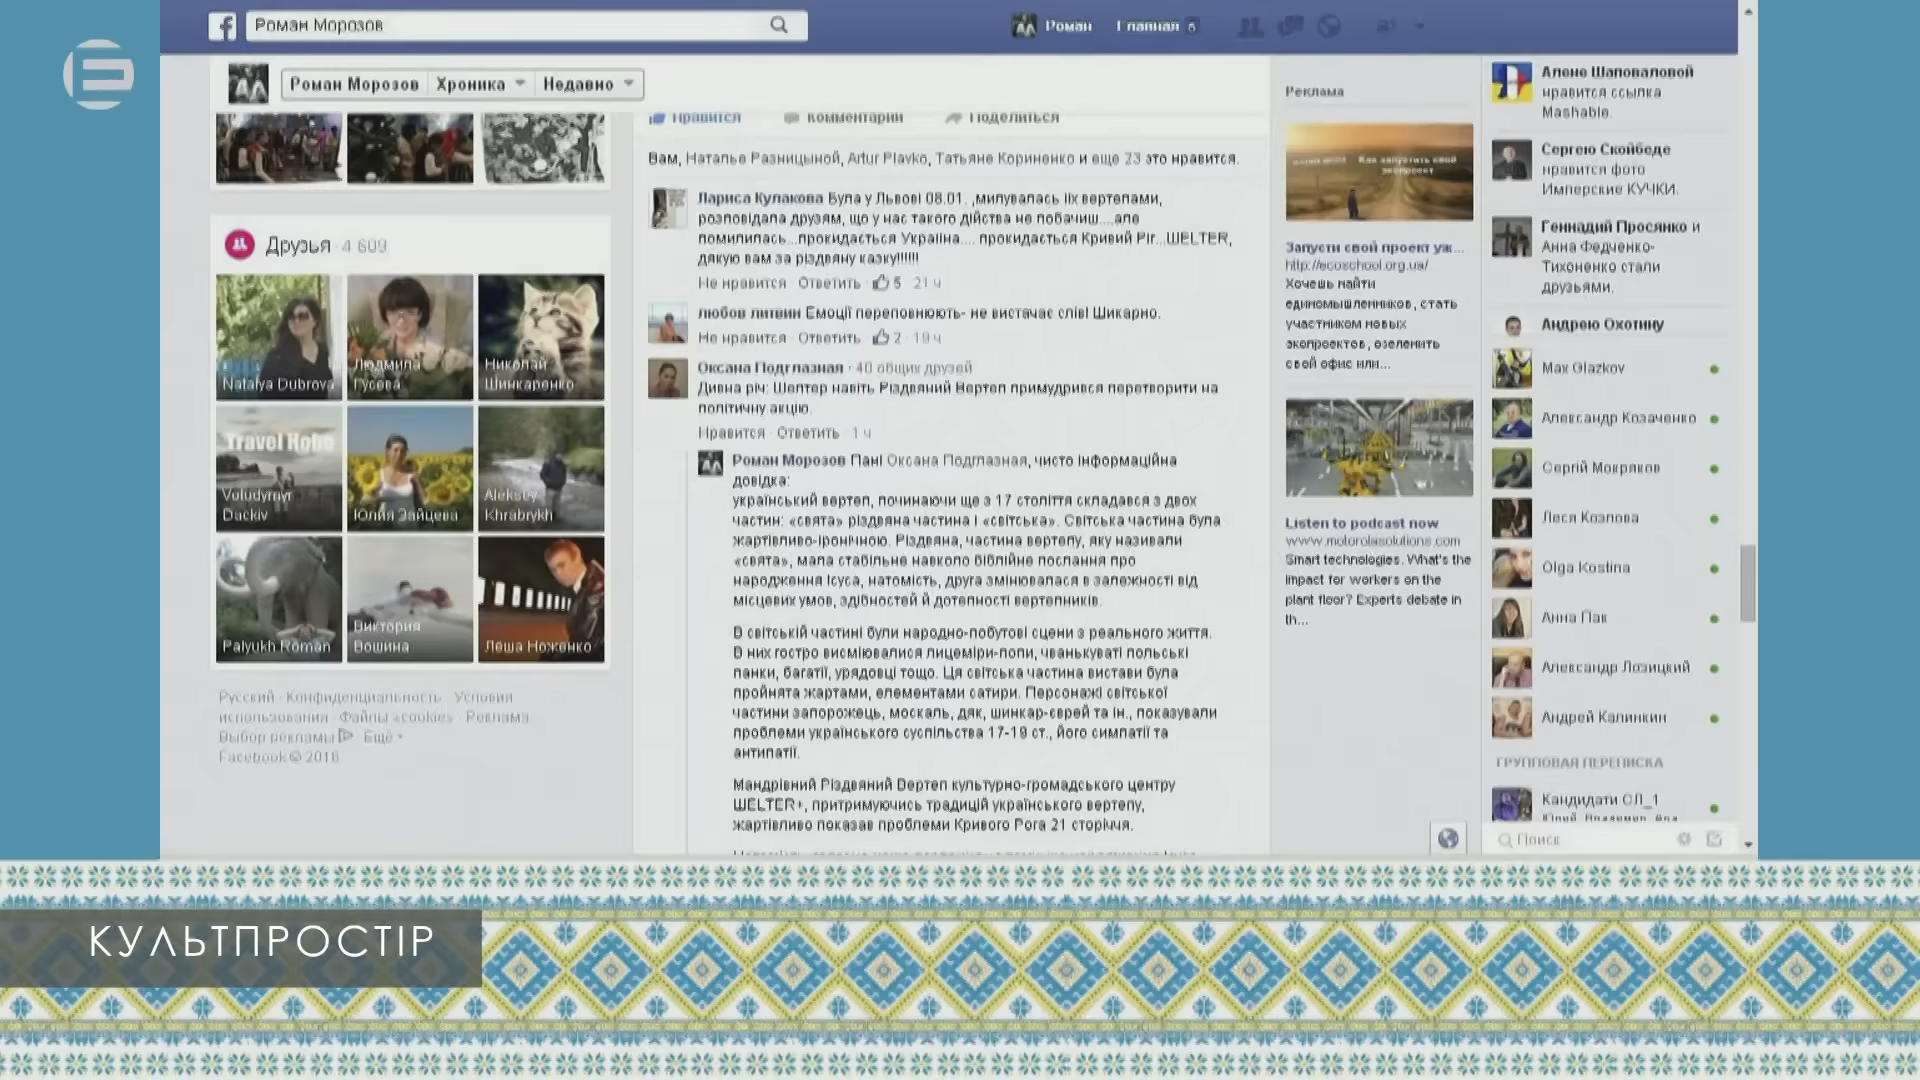 Роман Морозов
Роман
Главная 6
Роман Морозов Хроника Недавно
Нравится Комментарии Поделиться
Вам, Наталье Разницыной, Artur Plavko, Татьяне Кориненко и еще 23 это нравится.
Лариса Кулакова Була у Львові 08.01. ,милувалась їх вертепами,
розповідала друзям, що у нас такого дійства не побачиш....але
помилилась...прокидається Україна.... прокидається Кривий Ріг...ШELTER,
дякую вам за різдвяну казку!!!!!!
Не нравится · Ответить · 5 · 21 ч
любов литвин Емоції переповнюють- не вистачає слів! Шикарно.
Не нравится · Ответить · 2 · 19 ч
Оксана Подглазная · 40 общих друзей
Дивна річ: Шелтер навіть Різдвяний Вертеп примудрився перетворити на
політичну акцію.
Нравится · Ответить · 1 ч
Роман Морозов Пані Оксана Подглазная, чисто інформаційна
довідка:
український вертеп, починаючи ще з 17 століття складався з двох
частин: «свята» різдвяна частина і «світська». Світська частина була
жартівливо-іронічною. Різдвяна, частина вертепу, яку називали
«свята», мала стабільне навколо біблійне послання про
народження Ісуса, натомість, друга змінювалася в залежності від
місцевих умов, здібностей й дотепності вертепників.
В світській частині були народно-побутові сцени з реального життя.
В них гостро висміювалися лицеміри-попи, чванькуваті польські
панки, багатії, урядовці тощо. Ця світська частина вистави була
пройнята жартами, елементами сатири. Персонажі світської
частини запорожець, москаль, дяк, шинкар-єврей та ін., показували
проблеми українського суспільства 17-19 ст., його симпатії та
антипатії.
Мандрівний Різдвяний Вертеп культурно-громадського центру
ШELTER+, притримуючись традицій українського вертепу,
жартівливо показав проблеми Кривого Рога 21 сторіччя.
Друзья · 4 609
Natalya Dubrova
Людмила
Гусева
Николай
Шинкаренко
Travel Hobo
Volodymyr
Dackiv
Юлия Зайцева
Aleksey
Khrabrykh
Palyukh Roman
Виктория
Вошина
Лёша Ноженко
Русский · Конфиденциальность · Условия
использования · Файлы «cookie» · Реклама ·
Выбор рекламы · Ещё
Facebook © 2016
Реклама
Как запустить свой
экопроект
Запусти свой проект уж...
http://ecoschool.org.ua/
Хочешь найти
единомышленников, стать
участником новых
экопроектов, озеленить
свой офис или...
Listen to podcast now
www.motorolasolutions.com
Smart technologies. What's the
impact for workers on the
plant floor? Experts debate in
th...
Алене Шаповаловой
нравится ссылка
Mashable.
Сергею Скойбеде
нравится фото
Имперские КУЧКИ.
Геннадий Просянко и
Анна Федченко-
Тихоненко стали
друзьями.
Андрею Охотину
Max Glazkov
Александр Козаченко
Сергій Мокряков
Леся Козлова
Olga Kostina
Анна Гак
Александр Лозицкий
Андрей Калинкин
ГРУППОВАЯ ПЕРЕПИСКА
Кандидати СЛ_1
Поиск
КУЛЬТПРОСТІР